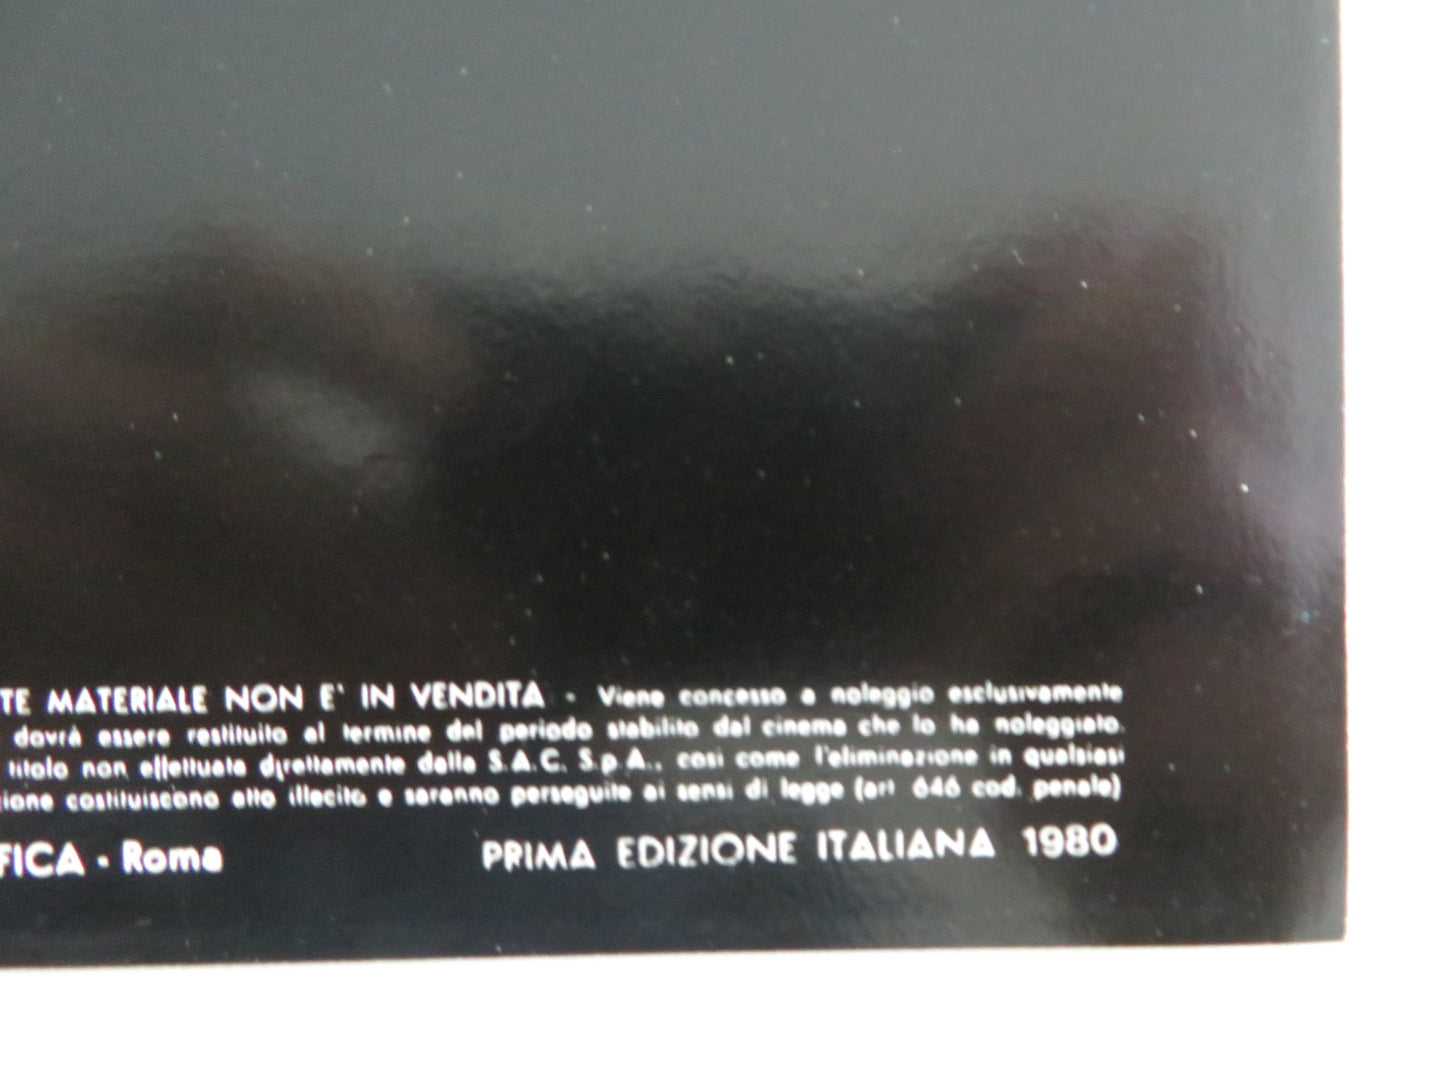 TE MATERIALE NON E' IN VENDITA - Viene concesso a noleggio esclusivamente
dovrà essere restituito al termine del periodo stabilito dal cinema che lo ha noleggiato.
titolo non effettuata direttamente dalla S.A.C. S.p.A., così come l'eliminazione in qualsiasi
zione costituiscono atto illecito e saranno perseguite ai sensi di legge (art 646 cod. penale)
FICA - Roma
PRIMA EDIZIONE ITALIANA 1980